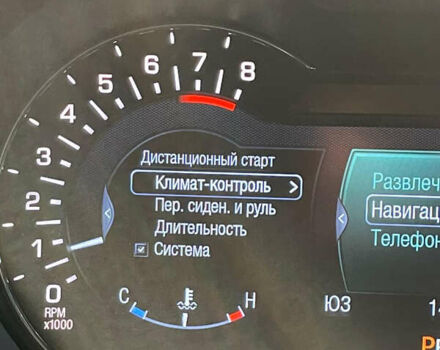 8
7
6
5
4
3
2
1
0
RPM
x1000
Дистанционный старт
Климат-контроль >
Пер. сиден. и руль
Длительность
Система
C H
ЮЗ
Навигац
Телефон